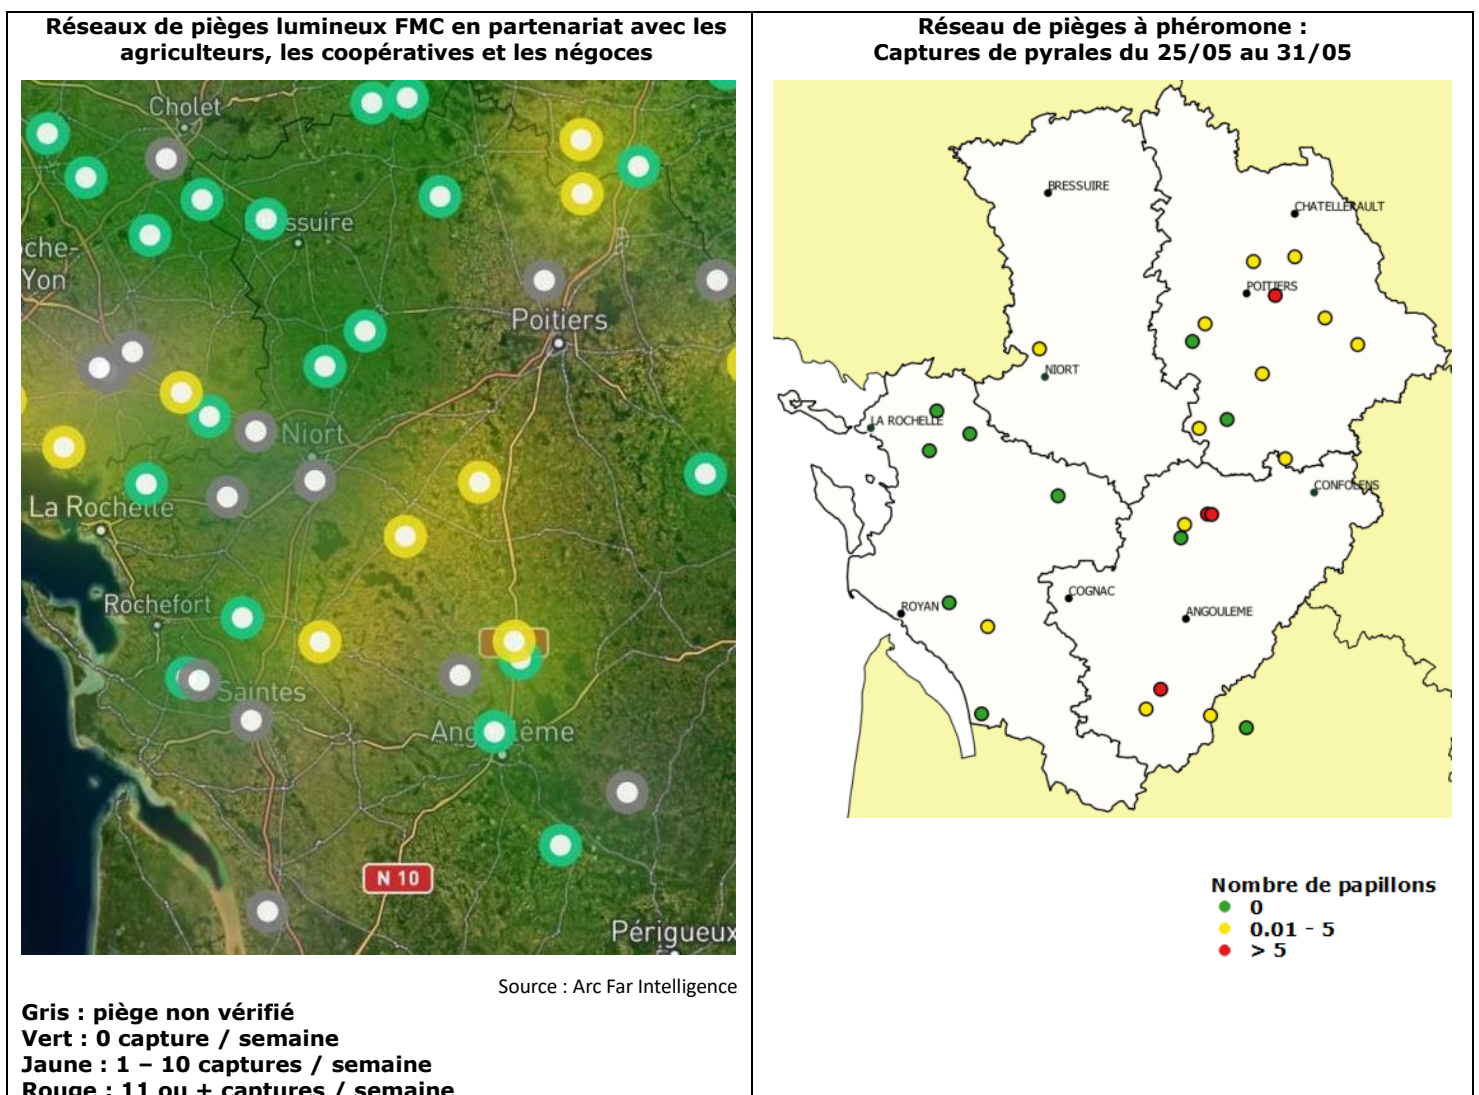 Réseaux de pièges lumineux FMC en partenariat avec les
agriculteurs, les coopératives et les négoces
Cholet
ssuire
che-
Yon
Poitiers
Niort
La Rochelle
Rochefort
Saintes
Angoulême
N 10
Périgueux
Source : Arc Far Intelligence
Gris : piège non vérifié
Vert : 0 capture / semaine
Jaune : 1 – 10 captures / semaine
Rouge : 11 ou + captures / semaine
Réseau de pièges à phéromone :
Captures de pyrales du 25/05 au 31/05
BRESSUIRE
CHATELLERAULT
POITIERS
NIORT
LA ROCHELLE
CONFOLENS
COGNAC
ROYAN
ANGOULEME
Nombre de papillons
0
0.01 - 5
> 5